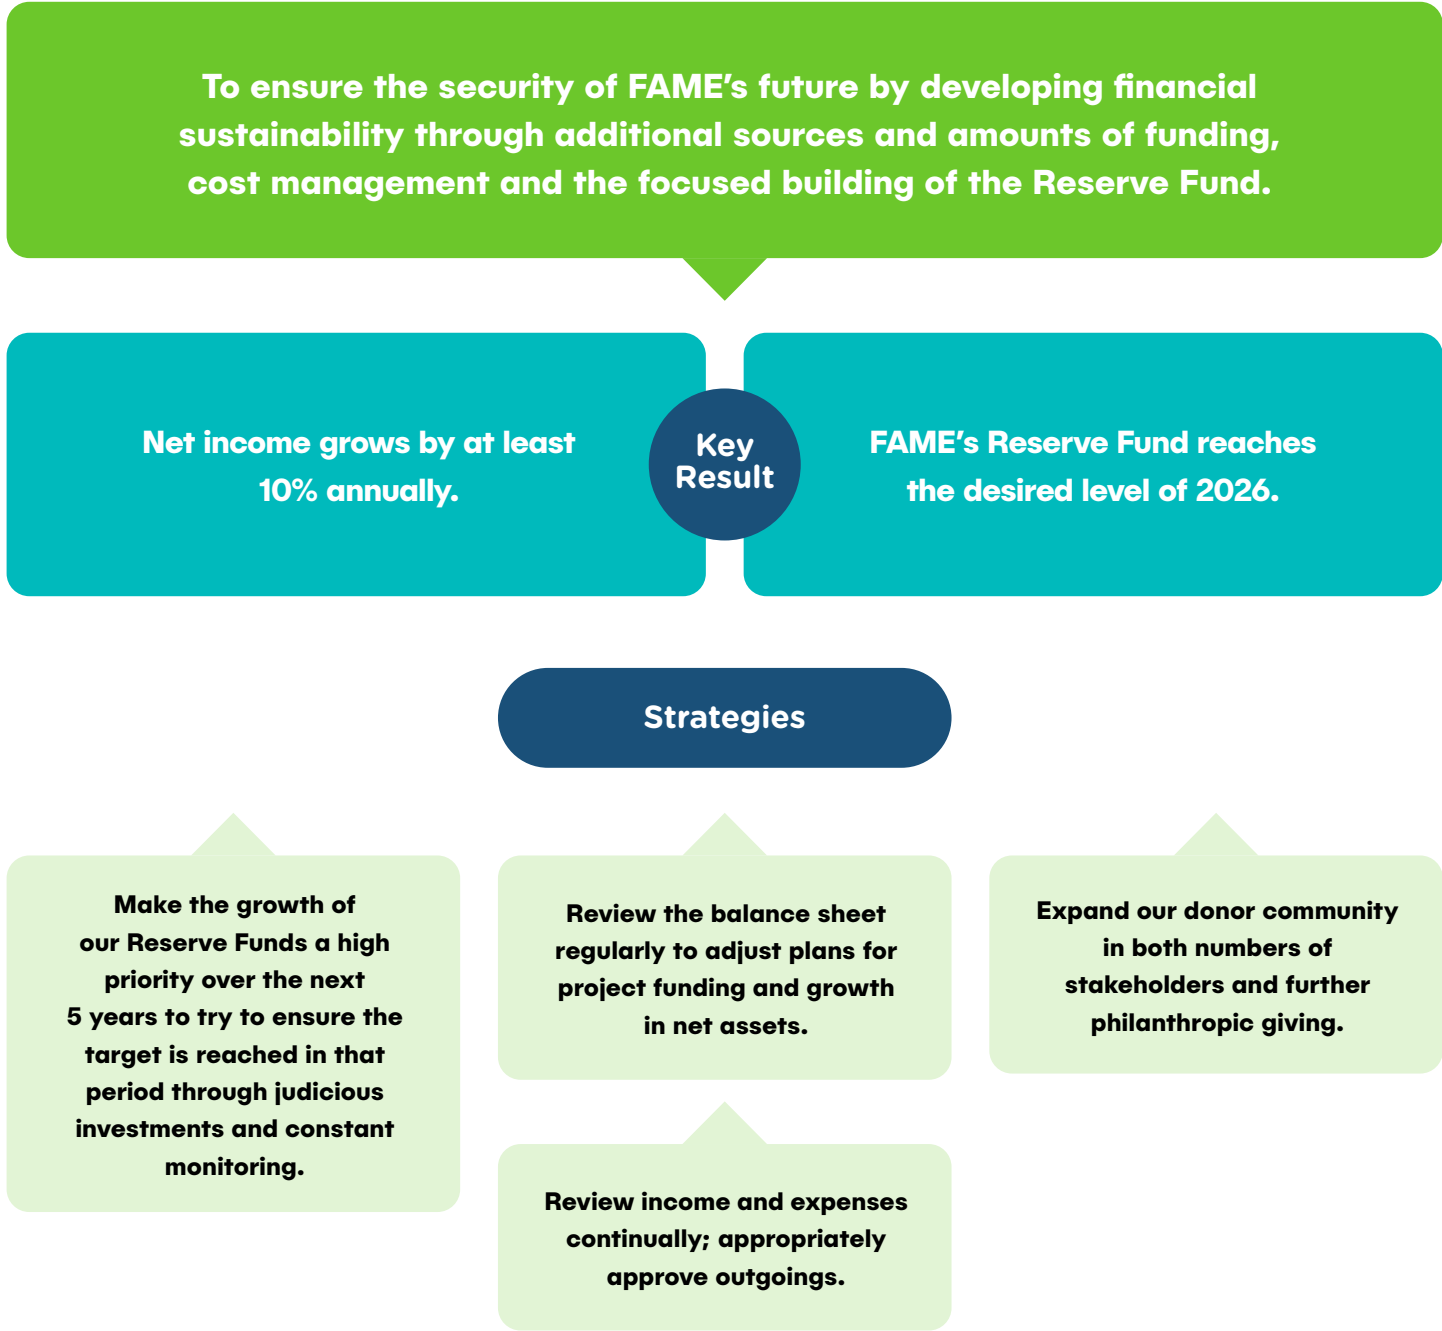 To ensure the security of FAME’s future by developing financial
sustainability through additional sources and amounts of funding,
cost management and the focused building of the Reserve Fund.
Net income grows by at least
10% annually.
Key
Result
FAME’s Reserve Fund reaches
the desired level of 2026.
Strategies
Make the growth of
our Reserve Funds a high
priority over the next
5 years to try to ensure the
target is reached in that
period through judicious
investments and constant
monitoring.
Review the balance sheet
regularly to adjust plans for
project funding and growth
in net assets.
Review income and expenses
continually; appropriately
approve outgoings.
Expand our donor community
in both numbers of
stakeholders and further
philanthropic giving.